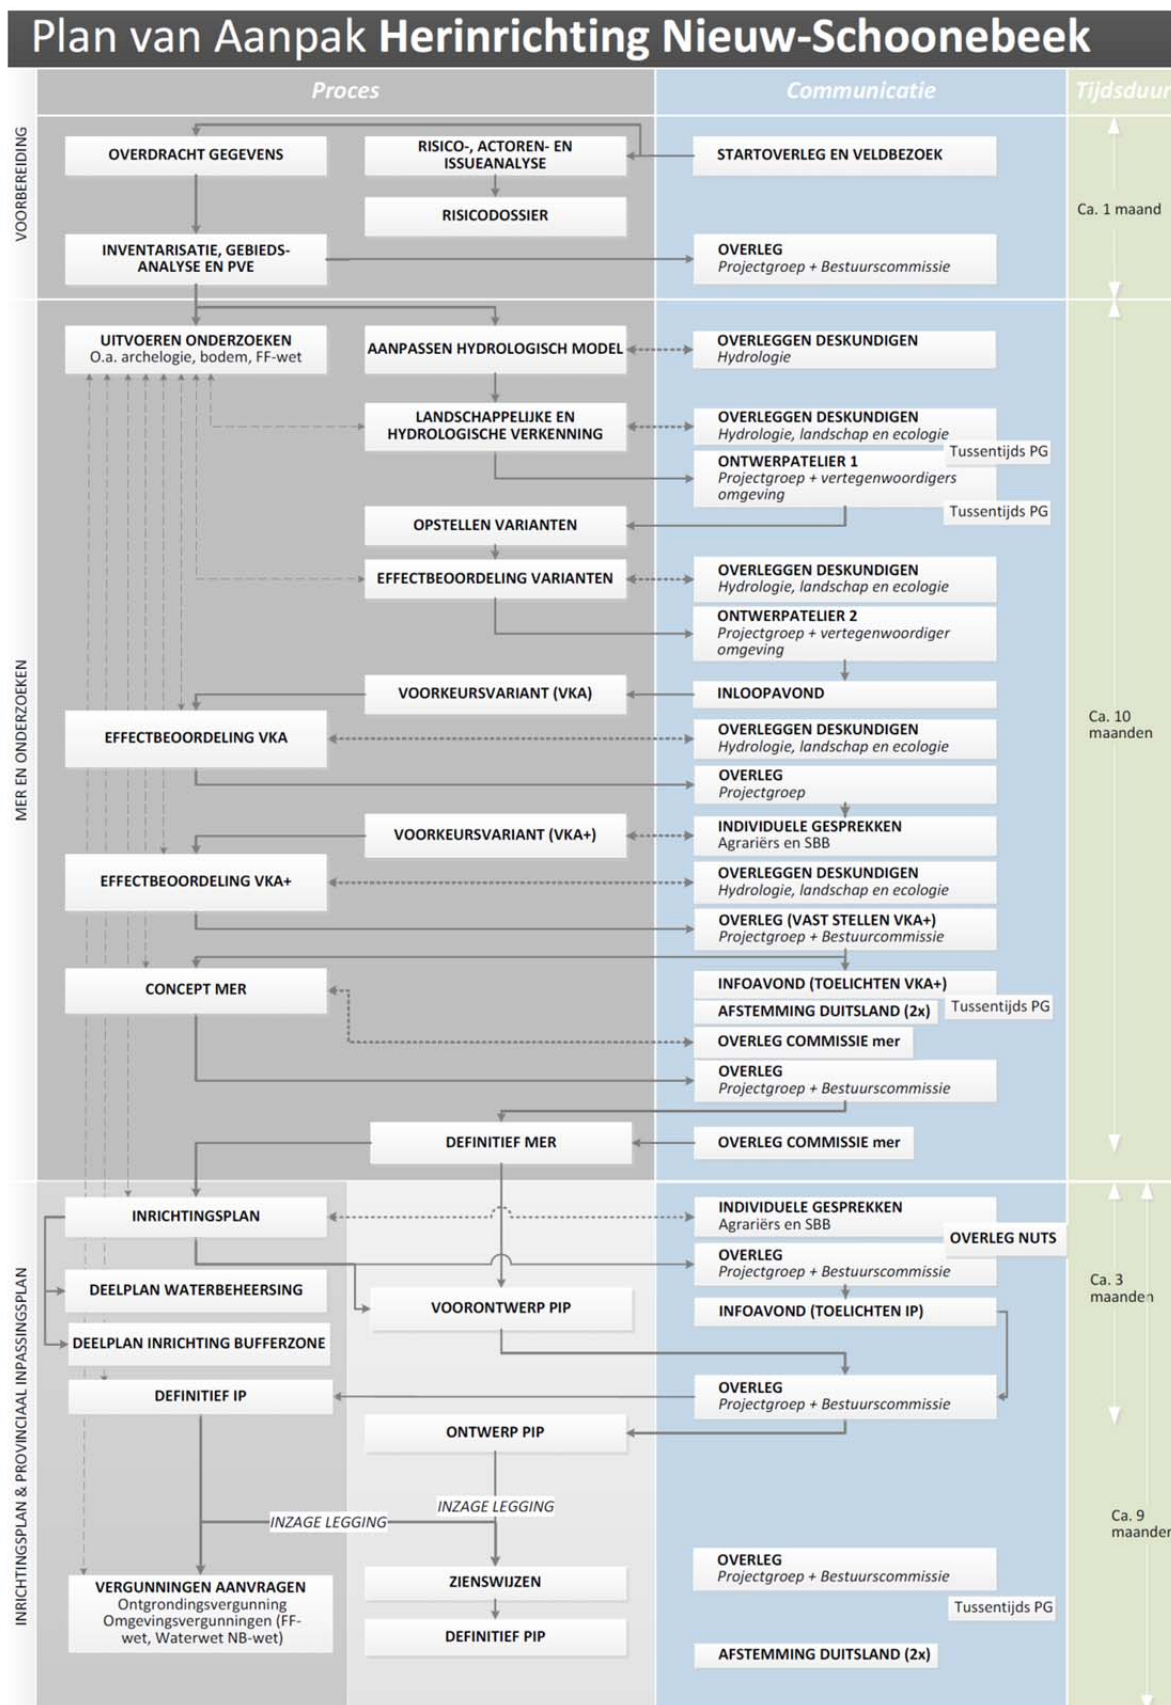 Plan van Aanpak Herinrichting Nieuw-Schoonebeek
Proces
Communicatie
Tijdsduur
VOORBEREIDING
OVERDRACHT GEGEVENS
RISICO-, ACTOREN- EN
ISSUEANALYSE
STARTOVERLEG EN VELDBEZOEK
RISICODOSSIER
Ca. 1 maand
INVENTARISATIE, GEBIEDS-
ANALYSE EN PVE
OVERLEG
Projectgroep + Bestuurscommissie
MER EN ONDERZOEKEN
UITVOEREN ONDERZOEKEN
O.a. archelogie, bodem, FF-wet
AANPASSEN HYDROLOGISCH MODEL
OVERLEGGEN DESKUNDIGEN
Hydrologie
LANDSCHAPPELIJKE EN
HYDROLOGISCHE VERKENNING
OVERLEGGEN DESKUNDIGEN
Hydrologie, landschap en ecologie
Tussentijds PG
ONTWERPATELIER 1
Projectgroep + vertegenwoordigers
omgeving
Tussentijds PG
OPSTELLEN VARIANTEN
EFFECTBEOORDELING VARIANTEN
OVERLEGGEN DESKUNDIGEN
Hydrologie, landschap en ecologie
ONTWERPATELIER 2
Projectgroep + vertegenwoordiger
omgeving
VOORKEURSVARIANT (VKA)
INLOOPAVOND
Ca. 10
maanden
EFFECTBEOORDELING VKA
OVERLEGGEN DESKUNDIGEN
Hydrologie, landschap en ecologie
OVERLEG
Projectgroep
VOORKEURSVARIANT (VKA+)
INDIVIDUELE GESPREKKEN
Agrariërs en SBB
EFFECTBEOORDELING VKA+
OVERLEGGEN DESKUNDIGEN
Hydrologie, landschap en ecologie
OVERLEG (VAST STELLEN VKA+)
Projectgroep + Bestuurcommissie
CONCEPT MER
INFOAVOND (TOELICHTEN VKA+)
Tussentijds PG
AFSTEMMING DUITSLAND (2x)
OVERLEG COMMISSIE mer
OVERLEG
Projectgroep + Bestuurscommissie
DEFINITIEF MER
OVERLEG COMMISSIE mer
INRICHTINGSPLAN & PROVINCIAAL INPASSINGSPLAN
INRICHTINGSPLAN
INDIVIDUELE GESPREKKEN
Agrariërs en SBB
OVERLEG NUTS
OVERLEG
Projectgroep + Bestuurscommissie
Ca. 3
maanden
DEELPLAN WATERBEHEERSING
VOORONTWERP PIP
INFOAVOND (TOELICHTEN IP)
DEELPLAN INRICHTING BUFFERZONE
DEFINITIEF IP
OVERLEG
Projectgroep + Bestuurscommissie
ONTWERP PIP
INZAGE LEGGING
INZAGE LEGGING
Ca. 9
maanden
OVERLEG
Projectgroep + Bestuurscommissie
VERGUNNINGEN AANVRAGEN
Ontgrondingsvergunning
Omgevingsvergunningen (FF-
wet, Waterwet NB-wet)
ZIENSWIJZEN
Tussentijds PG
DEFINITIEF PIP
AFSTEMMING DUITSLAND (2x)